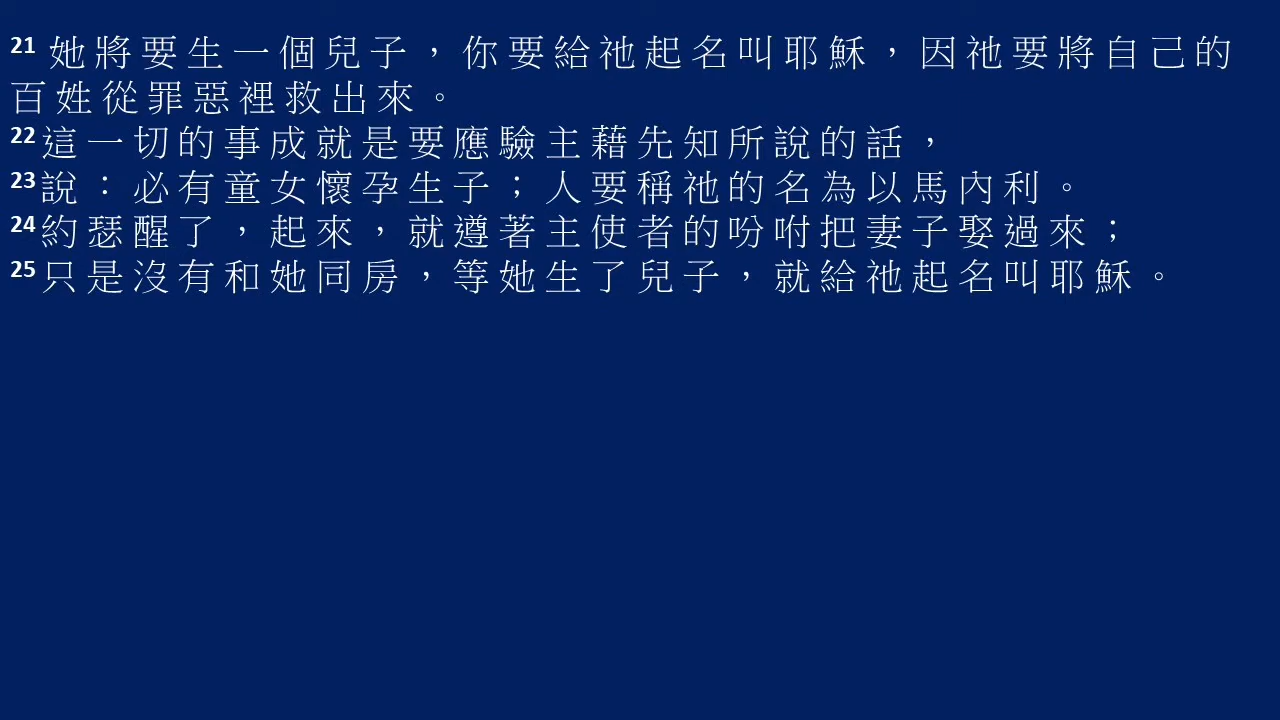 21 她將要生一個兒子，你要給祂起名叫耶穌，因祂要將自己的
百姓從罪惡裡救出來。
22 這一切的事成就是要應驗主藉先知所說的話，
23 說：必有童女懷孕生子；人要稱祂的名為以馬內利。
24 約瑟醒了，起來，就遵著主使者的吩咐把妻子娶過來；
25 只是沒有和她同房，等她生了兒子，就給祂起名叫耶穌。